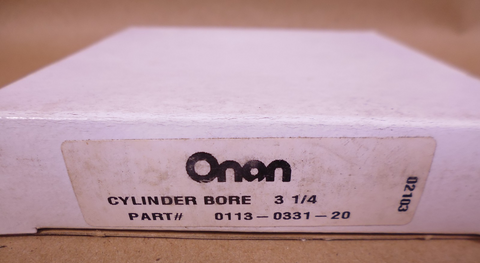 Onan
CYLINDER BORE 3 1/4
PART# 0113-0331-20
02103